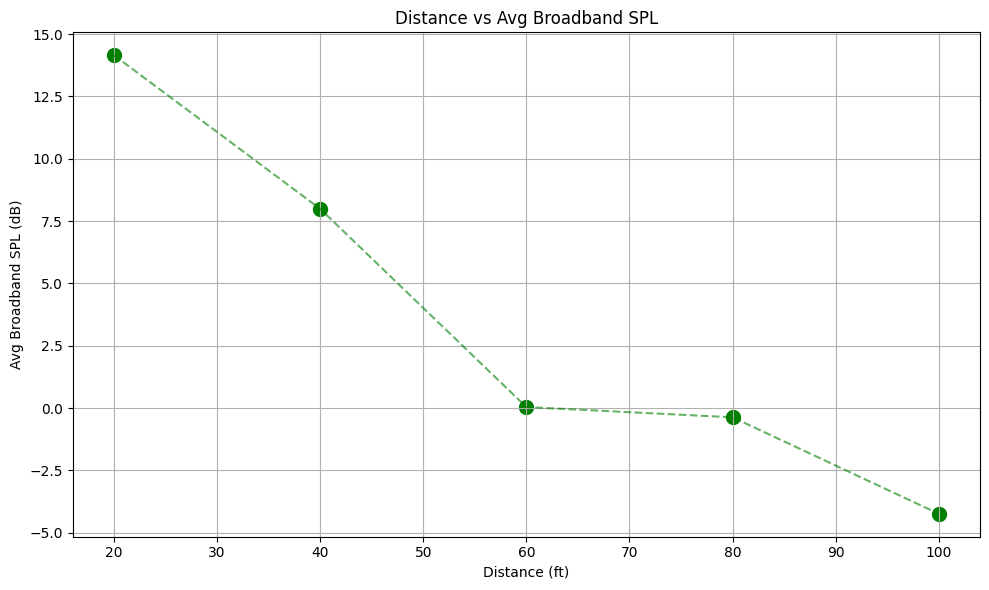 Distance vs Avg Broadband SPL
15.0
12.5
10.0
7.5
5.0
2.5
0.0
−2.5
−5.0
Avg Broadband SPL (dB)
20 30 40 50 60 70 80 90 100
Distance (ft)